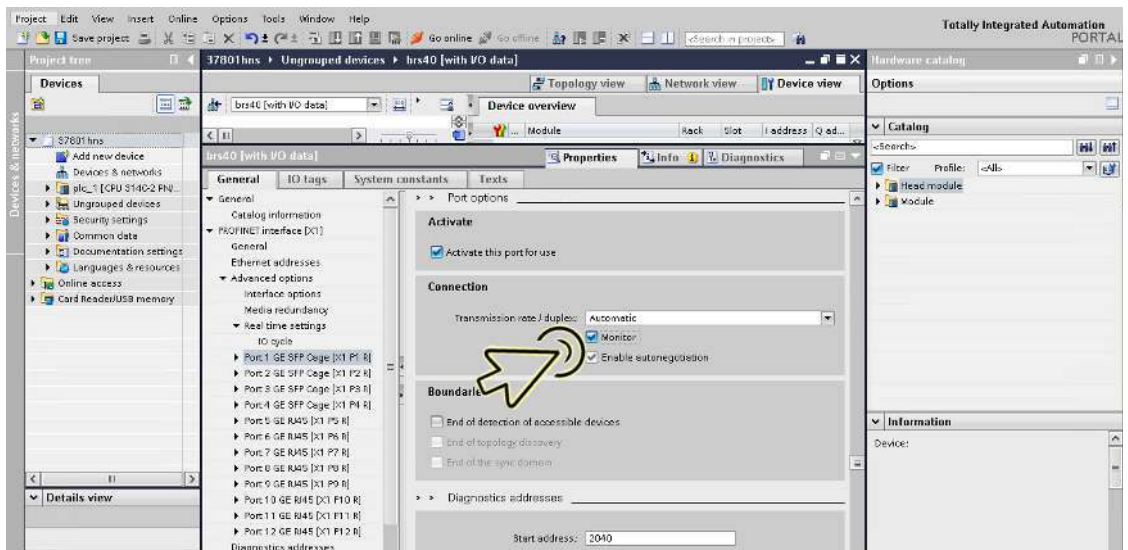 Project Edit View Insert Online Options Tools Window Help
Totally Integrated Automation
PORTAL
Save project Go online Go offline <Search in project>
Project tree
37801hns ▸ Ungrouped devices ▸ brs40 [with I/O data]
Hardware catalog
Devices
Topology view Network view Device view
Options
brs40 [with I/O data]
Device overview
Module Rack Slot I address Q ad...
Devices & networks
37801hns
Add new device
Devices & networks
plc_1 [CPU 314C-2 PN/...
Ungrouped devices
Security settings
Common data
Documentation settings
Languages & resources
Online access
Card Reader/USB memory
Details view
brs40 [with I/O data]
Properties Info Diagnostics
General IO tags System constants Texts
General
Catalog information
PROFINET interface [X1]
General
Ethernet addresses
Advanced options
Interface options
Media redundancy
Real time settings
IO cycle
Port 1 GE SFP Cage [X1 P1 R]
Port 2 GE SFP Cage [X1 P2 R]
Port 3 GE SFP Cage [X1 P3 R]
Port 4 GE SFP Cage [X1 P4 R]
Port 5 GE RJ45 [X1 P5 R]
Port 6 GE RJ45 [X1 P6 R]
Port 7 GE RJ45 [X1 P7 R]
Port 8 GE RJ45 [X1 P8 R]
Port 9 GE RJ45 [X1 P9 R]
Port 10 GE RJ45 [X1 P10 R]
Port 11 GE RJ45 [X1 P11 R]
Port 12 GE RJ45 [X1 P12 R]
Diagnostics addresses
Port options
Activate
Activate this port for use
Connection
Transmission rate / duplex: Automatic
Monitor
Enable autonegotiation
Boundarie
End of detection of accessible devices
End of topology discovery
End of the sync domain
Diagnostics addresses
Start address: 2040
Catalog
<Search>
Filter Profile: <All>
Head module
Module
Information
Device: